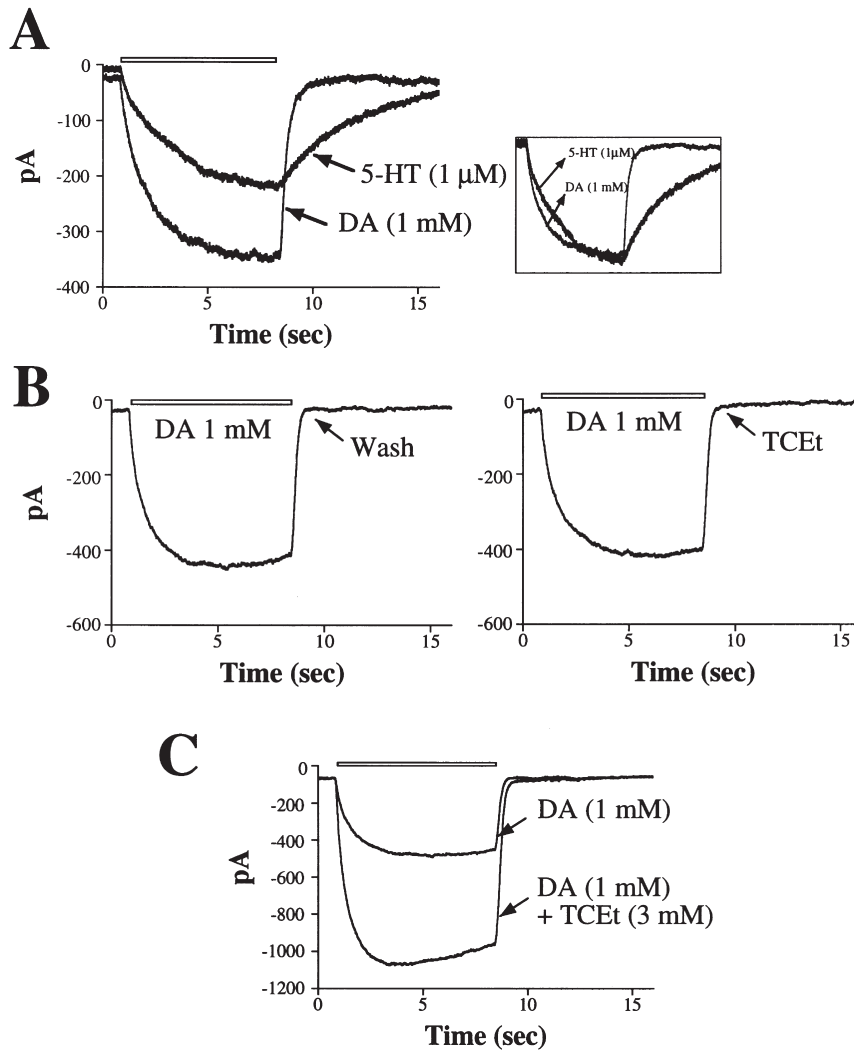 A
0
-100
-200
-300
-400
pA
0 5 10 15
Time (sec)
5-HT (1 µM)
DA (1 mM)
5-HT (1µM)
DA (1 mM)
B
0
-200
-400
-600
pA
0 5 10 15
Time (sec)
DA 1 mM
Wash
0
-200
-400
-600
0 5 10 15
Time (sec)
DA 1 mM
TCEt
C
0
-200
-400
-600
-800
-1000
-1200
pA
0 5 10 15
Time (sec)
DA (1 mM)
DA (1 mM)
+ TCEt (3 mM)